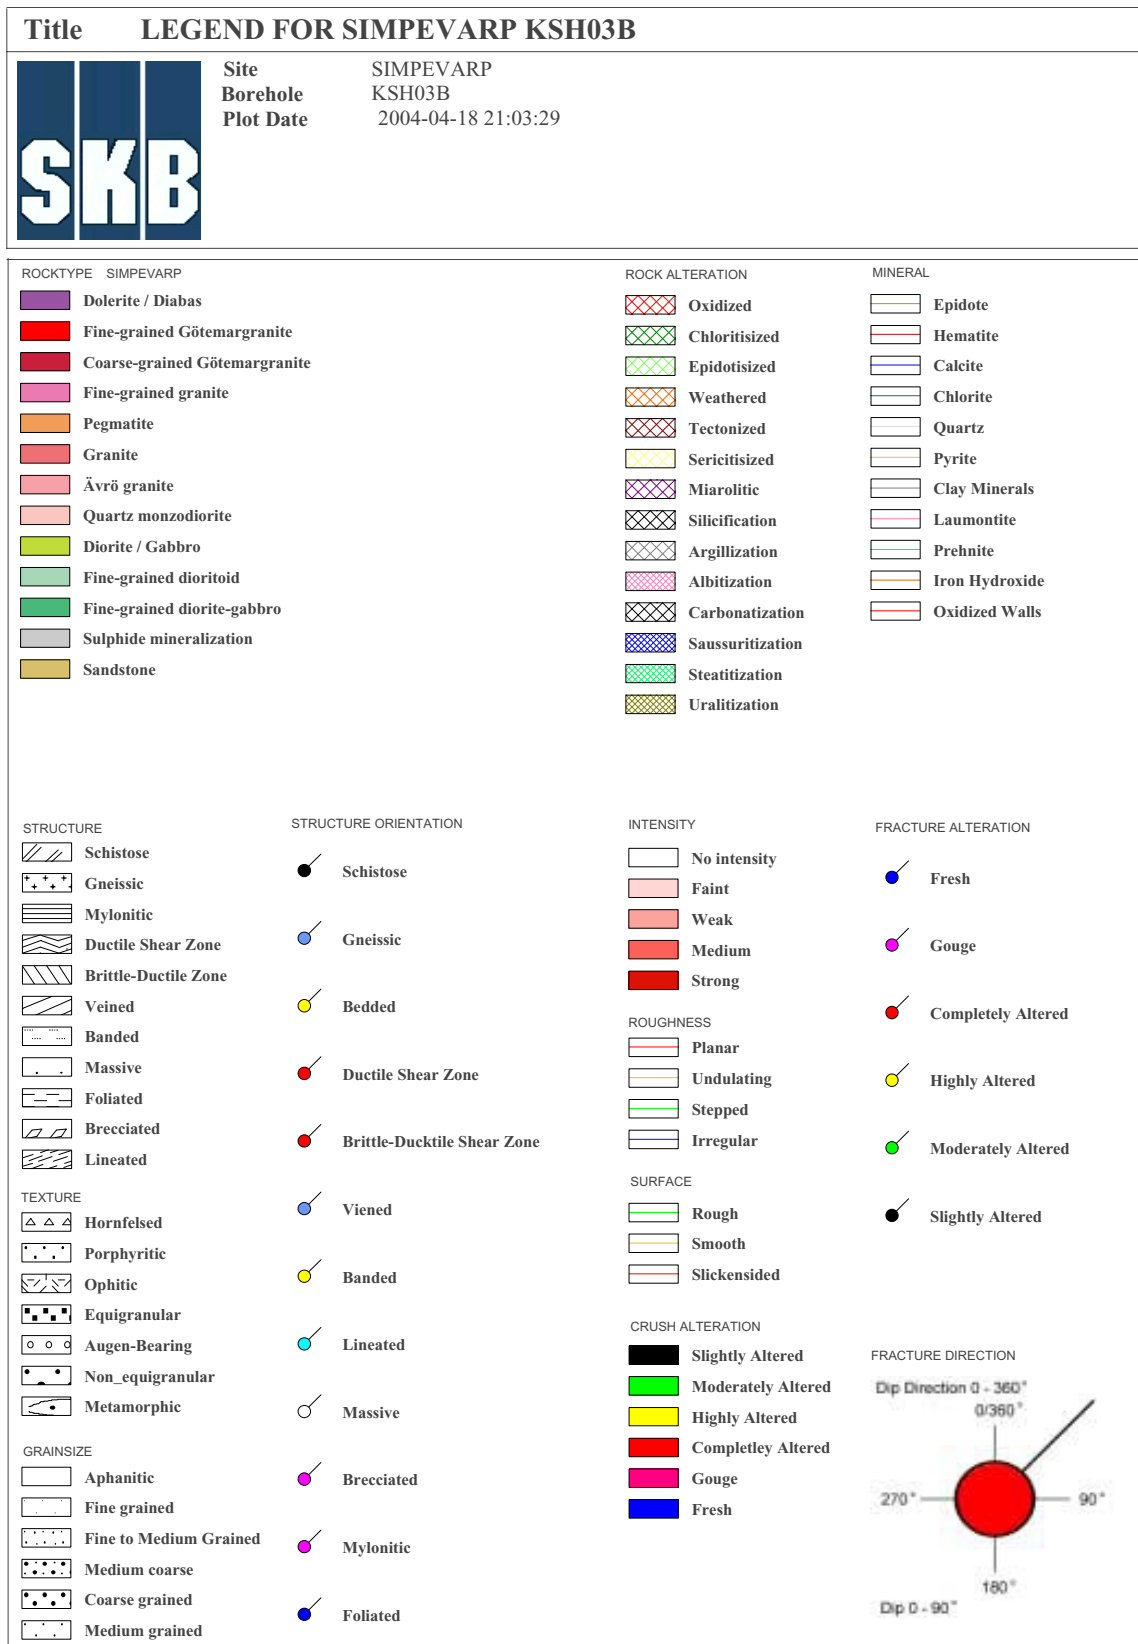 Title LEGEND FOR SIMPEVARP KSH03B
SKB
Site SIMPEVARP
Borehole KSH03B
Plot Date 2004-04-18 21:03:29
ROCKTYPE SIMPEVARP
Dolerite / Diabas
Fine-grained Götemargranite
Coarse-grained Götemargranite
Fine-grained granite
Pegmatite
Granite
Ävrö granite
Quartz monzodiorite
Diorite / Gabbro
Fine-grained dioritoid
Fine-grained diorite-gabbro
Sulphide mineralization
Sandstone
ROCK ALTERATION
Oxidized
Chloritisized
Epidotisized
Weathered
Tectonized
Sericitisized
Miarolitic
Silicification
Argillization
Albitization
Carbonatization
Saussuritization
Steatitization
Uralitization
MINERAL
Epidote
Hematite
Calcite
Chlorite
Quartz
Pyrite
Clay Minerals
Laumontite
Prehnite
Iron Hydroxide
Oxidized Walls
STRUCTURE
Schistose
Gneissic
Mylonitic
Ductile Shear Zone
Brittle-Ductile Zone
Veined
Banded
Massive
Foliated
Brecciated
Lineated
TEXTURE
Hornfelsed
Porphyritic
Ophitic
Equigranular
Augen-Bearing
Non_equigranular
Metamorphic
GRAINSIZE
Aphanitic
Fine grained
Fine to Medium Grained
Medium coarse
Coarse grained
Medium grained
STRUCTURE ORIENTATION
Schistose
Gneissic
Bedded
Ductile Shear Zone
Brittle-Ducktile Shear Zone
Viened
Banded
Lineated
Massive
Brecciated
Mylonitic
Foliated
INTENSITY
No intensity
Faint
Weak
Medium
Strong
ROUGHNESS
Planar
Undulating
Stepped
Irregular
SURFACE
Rough
Smooth
Slickensided
CRUSH ALTERATION
Slightly Altered
Moderately Altered
Highly Altered
Completley Altered
Gouge
Fresh
FRACTURE ALTERATION
Fresh
Gouge
Completely Altered
Highly Altered
Moderately Altered
Slightly Altered
FRACTURE DIRECTION
Dip Direction 0 - 360°
0/360°
270° 90°
180°
Dip 0 - 90°